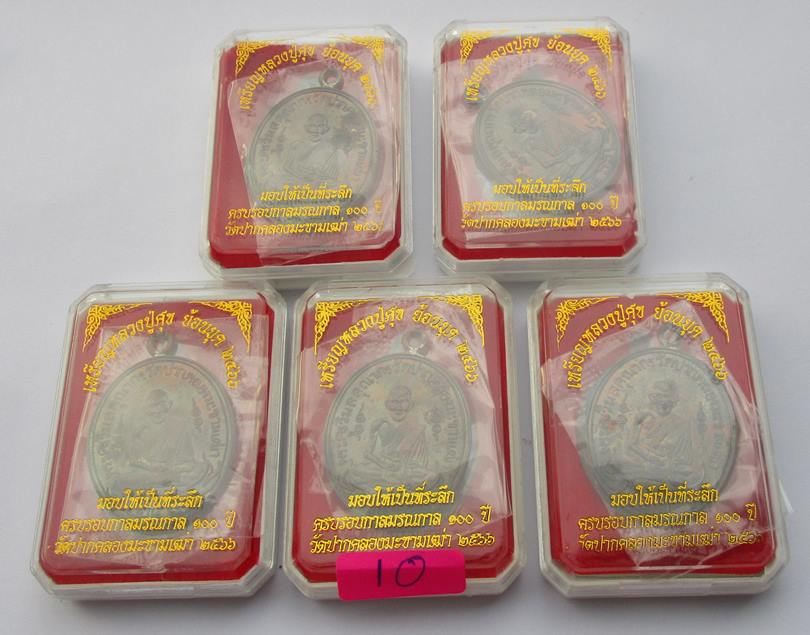 เหรียญหลวงปู่ศุข ย้อนยุค ๒๕๖๖
มอบให้เป็นที่ระลึก
ครบรอบกาลมรณกาล ๑๐๐
วัดปากคลองมะขามเฒ่า ๒๕๖๖
เหรียญหลวงปู่ศุข ย้อนยุค ๒๕๖๖
มอบให้เป็นที่ระลึก
ครบรอบกาลมรณกาล ๑๐๐ ปี
วัดปากคลองมะขามเฒ่า ๒๕๖๖
เหรียญหลวงปู่ศุข ย้อนยุค ๒๕๖๖
มอบให้เป็นที่ระลึก
ครบรอบกาลมรณกาล ๑๐๐ ปี
วัดปากคลองมะขามเฒ่า ๒๕๖๖
เหรียญหลวงปู่ศุข ย้อนยุค ๒๕๖๖
มอบให้เป็นที่ระลึก
ครบรอบกาลมรณกาล ๑๐๐ ปี
วัดปากคลองมะขามเฒ่า ๒๕๖๖
10
เหรียญหลวงปู่ศุข ย้อนยุค ๒๕๖๖
มอบให้เป็นที่ระลึก
ครบรอบกาลมรณกาล ๑๐๐ ปี
วัดปากคลองมะขามเฒ่า ๒๕๖๖